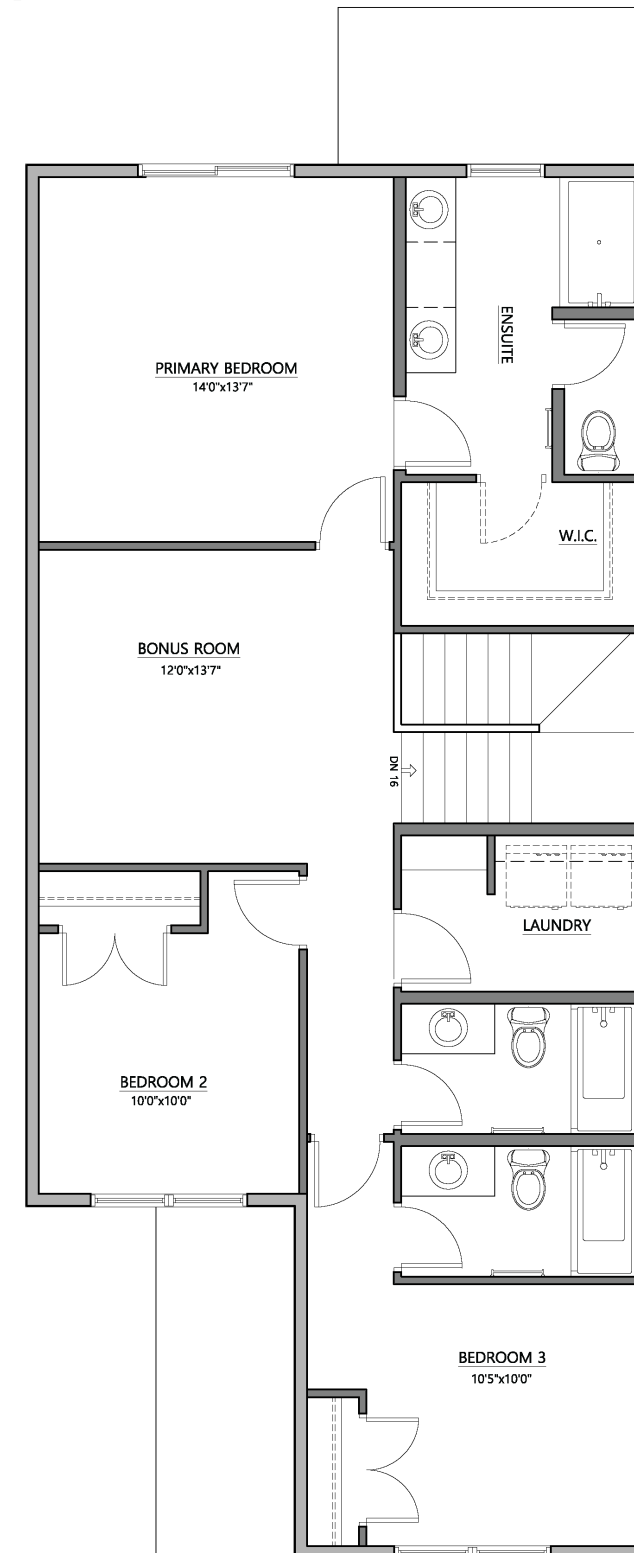 PRIMARY BEDROOM
14'0"x13'7"
ENSUITE
W.I.C.
BONUS ROOM
12'0"x13'7"
DN 16
LAUNDRY
BEDROOM 2
10'0"x10'0"
BEDROOM 3
10'5"x10'0"